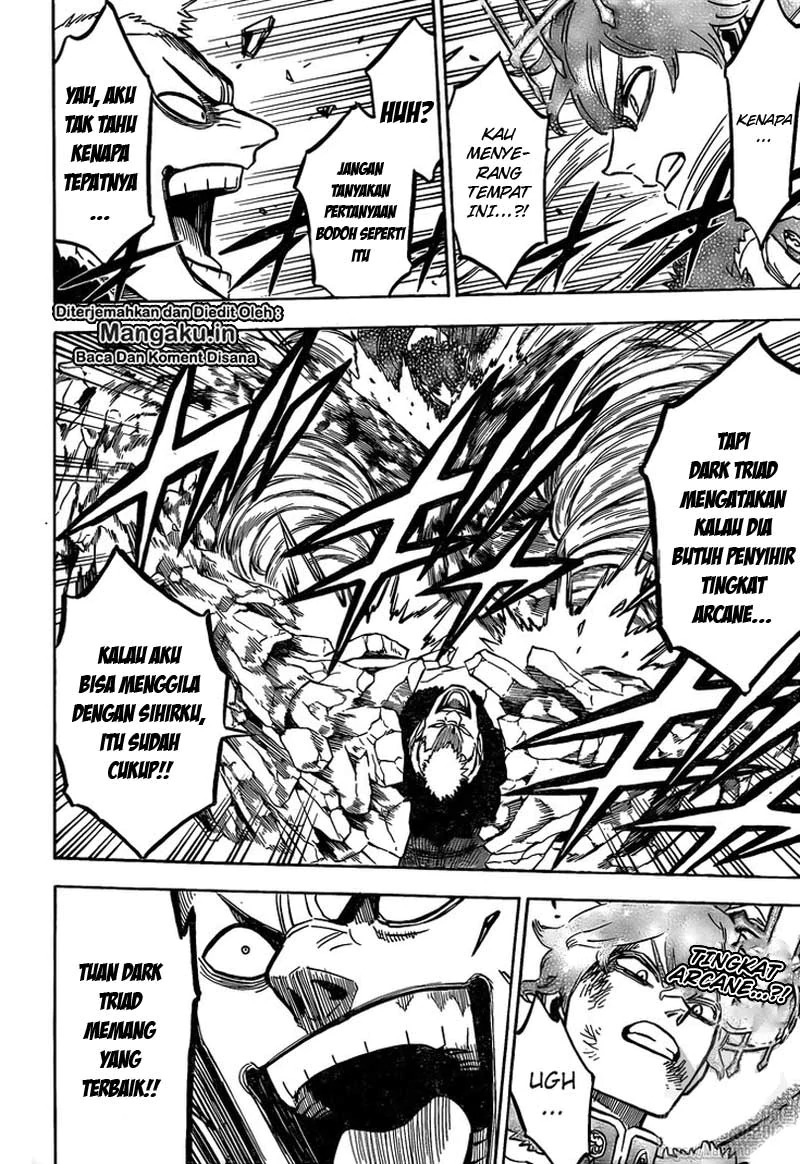 KENAPA
...
KAU
MENYE-
RANG
TEMPAT
INI...?!
HUH?
JANGAN
TANYAKAN
PERTANYAAN
BODOH SEPERTI
ITU
YAH, AKU
TAK TAHU
KENAPA
TEPATNYA
...
Diterjemahkan dan Diedit Oleh:
Mangaku.in
Baca Dan Koment Disana
TAPI
DARK TRIAD
MENGATAKAN
KALAU DIA
BUTUH PENYIHIR
TINGKAT
ARCANE...
KALAU AKU
BISA MENGGILA
DENGAN SIHIRKU,
ITU SUDAH
CUKUP!!
TINGKAT
ARCANE...?!
UGH
...
TUAN DARK
TRIAD
MEMANG
YANG
TERBAIK!!